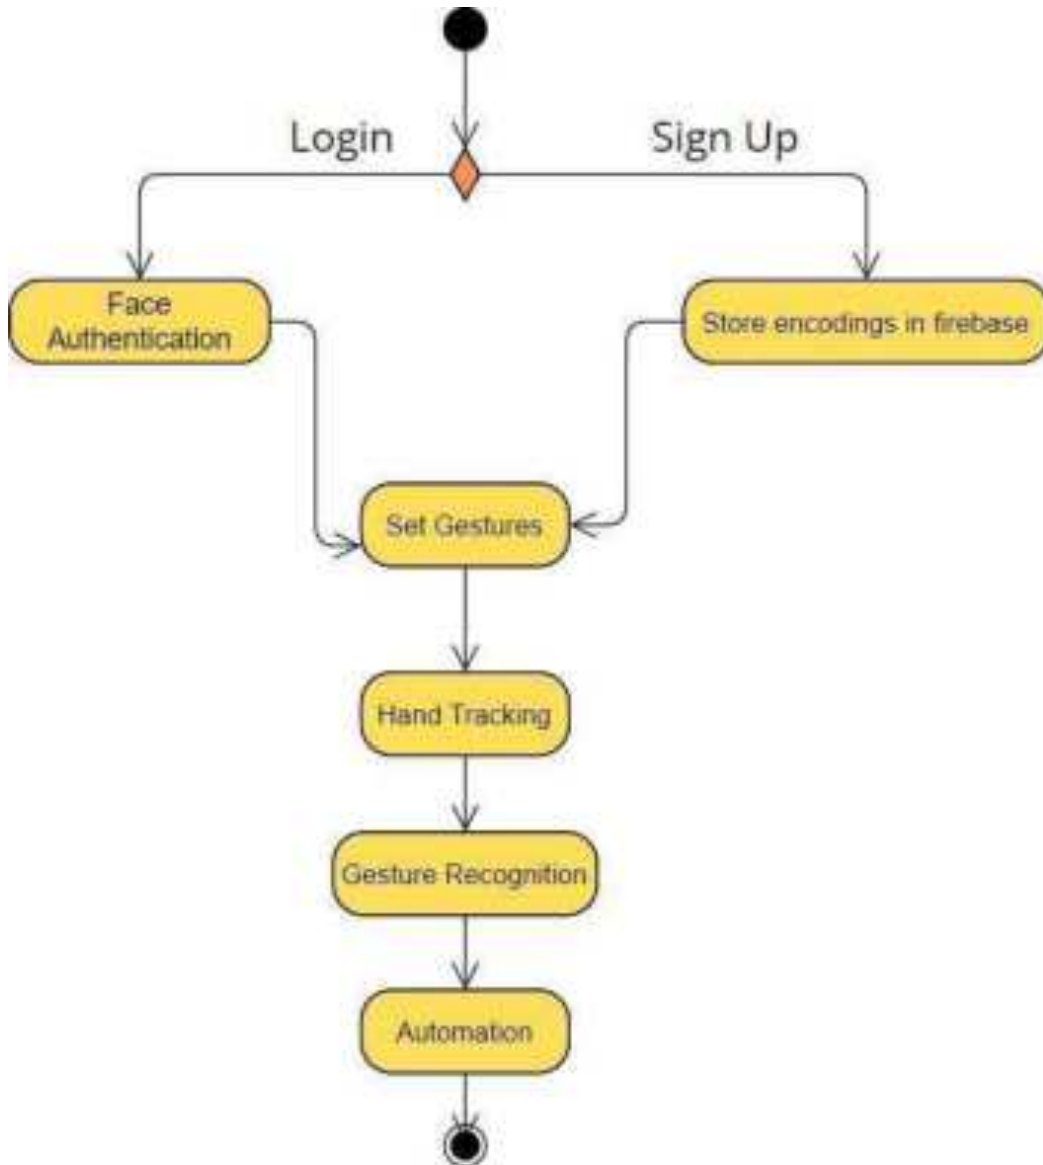 Login
Sign Up
Face
Authentication
Store encodings in firebase
Set Gestures
Hand Tracking
Gesture Recognition
Automation